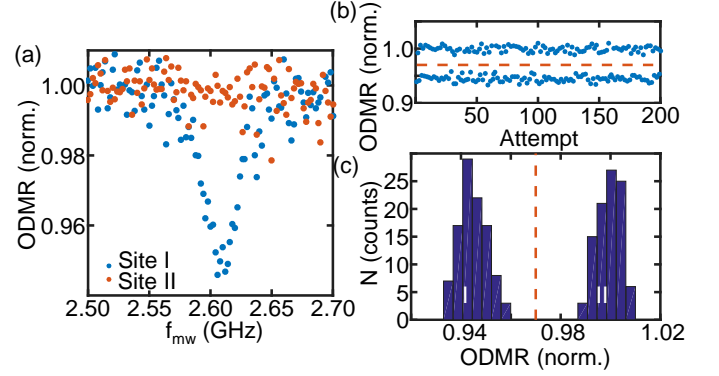 (a)
ODMR (norm.)
1.00
0.98
0.96
Site I
Site II
2.50 2.55 2.60 2.65 2.70
f_mw (GHz)
(b)
ODMR (norm.)
1.0
0.9
50 100 150 200
Attempt
(c)
N (counts)
25
20
15
10
5
0
0.94 0.98 1.02
ODMR (norm.)